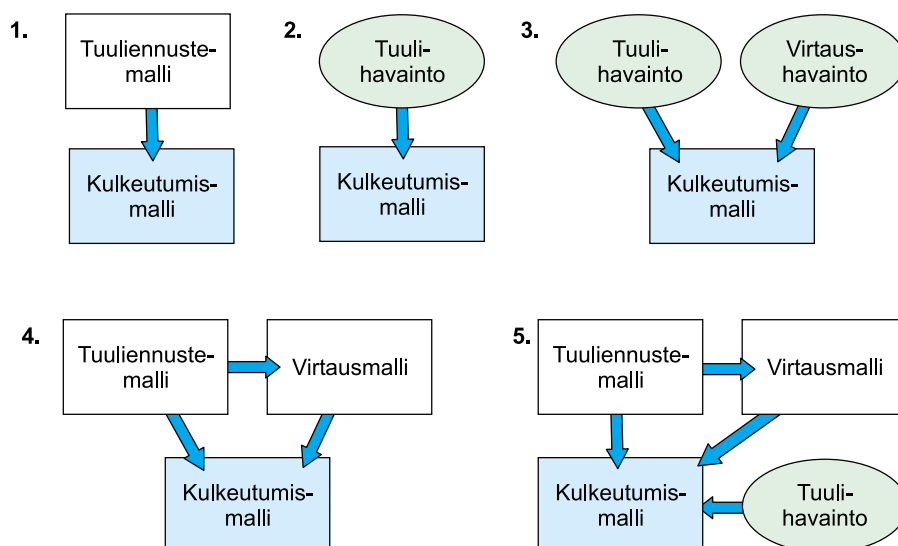 1.
Tuuliennuste-
malli
Kulkeutumis-
malli
2.
Tuuli-
havainto
Kulkeutumis-
malli
3.
Tuuli-
havainto
Virtaus-
havainto
Kulkeutumis-
malli
4.
Tuuliennuste-
malli
Virtausmalli
Kulkeutumis-
malli
5.
Tuuliennuste-
malli
Virtausmalli
Kulkeutumis-
malli
Tuuli-
havainto